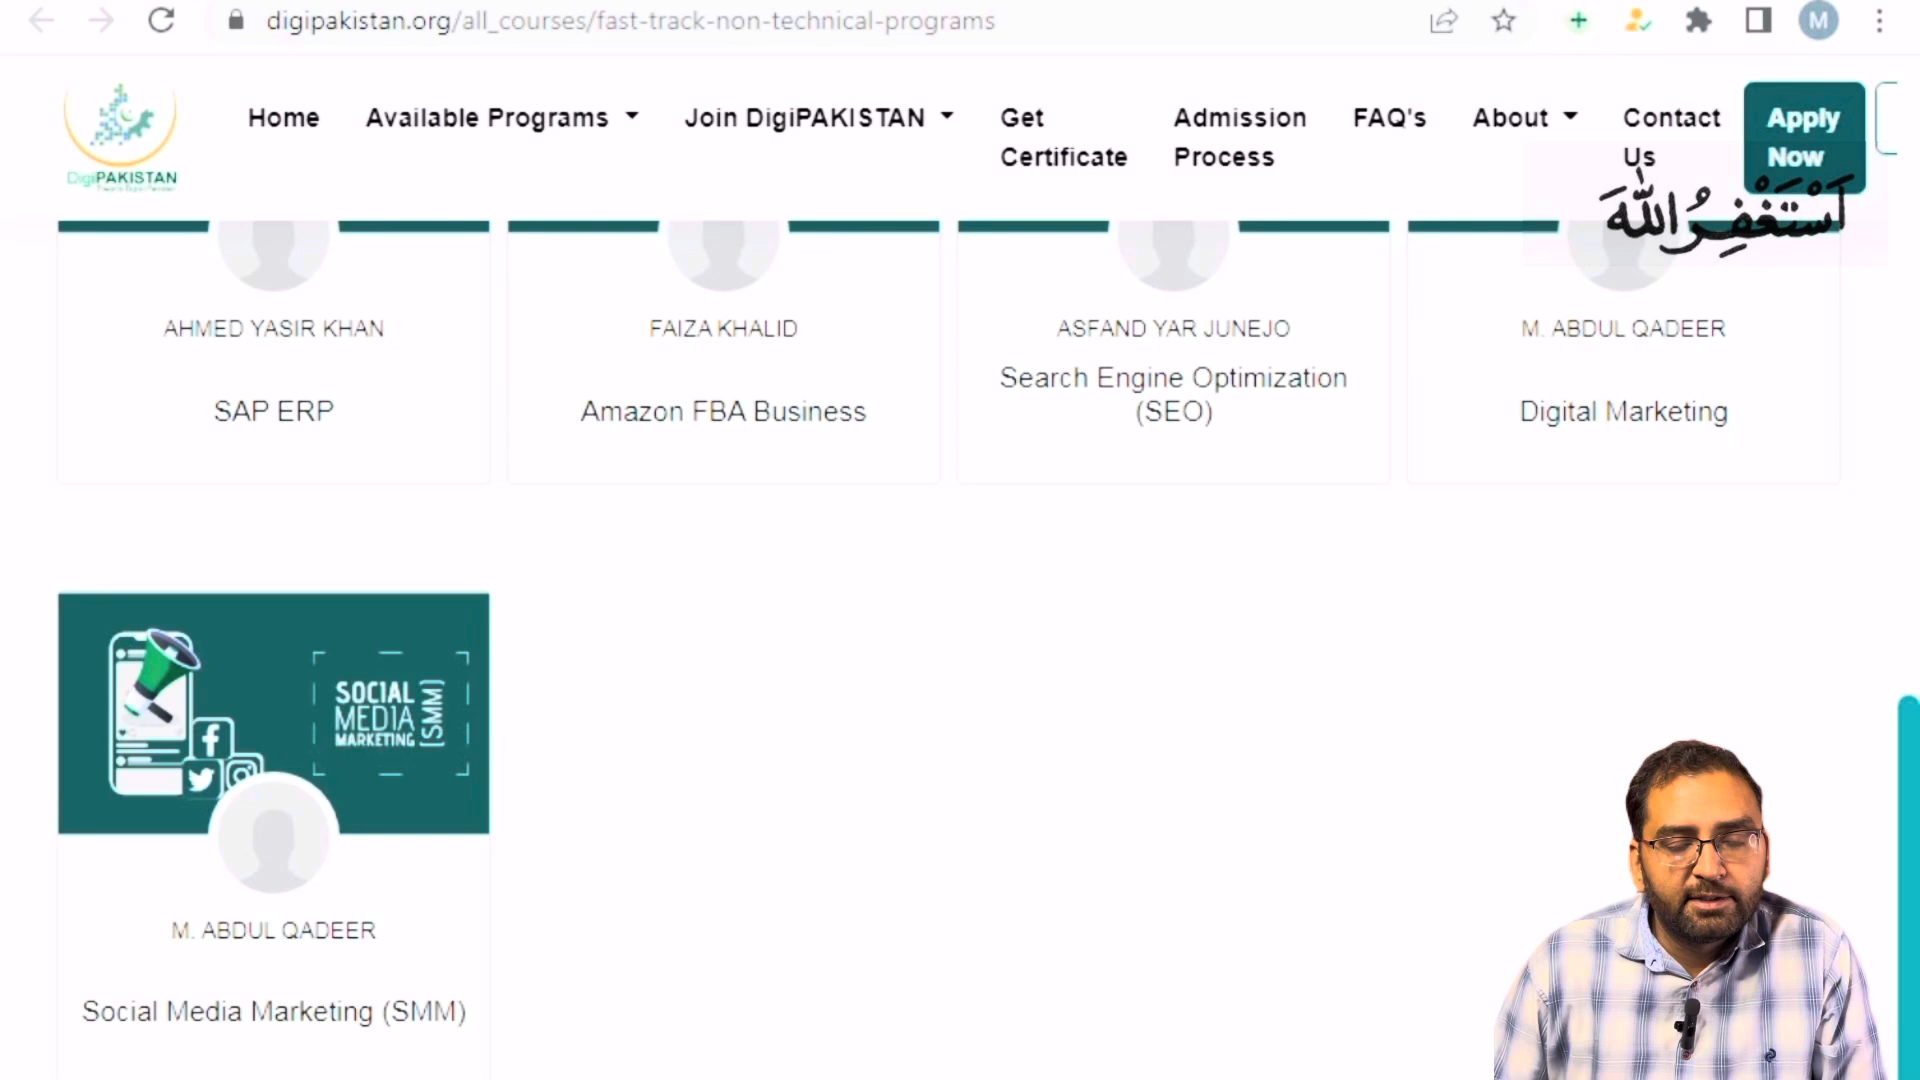 digipakistan.org/all_courses/fast-track-non-technical-programs
M
DigiPAKISTAN
Home
Available Programs
Join DigiPAKISTAN
Get
Certificate
Admission
Process
FAQ's
About
Contact
Us
Apply
Now
اَسْتَغْفِرُاللّٰهَ
AHMED YASIR KHAN
SAP ERP
FAIZA KHALID
Amazon FBA Business
ASFAND YAR JUNEJO
Search Engine Optimization
(SEO)
M. ABDUL QADEER
Digital Marketing
SOCIAL
MEDIA
MARKETING
(SMM)
M. ABDUL QADEER
Social Media Marketing (SMM)